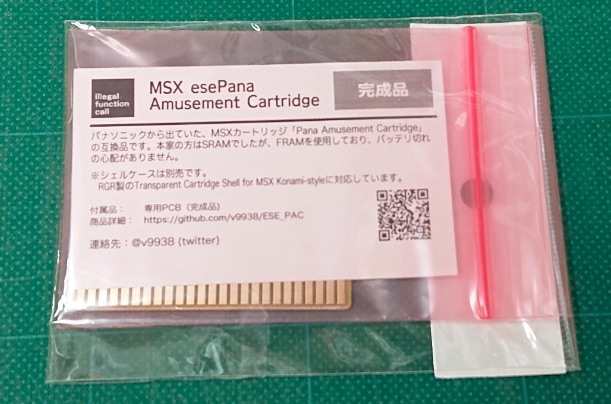 illegal
function
call
MSX esePana
Amusement Cartridge
完成品
パナソニックから出ていた、MSXカートリッジ「Pana Amusement Cartridge」
の互換品です。本家の方はSRAMでしたが、FRAMを使用しており、バッテリ切れ
の心配がありません。
※シェルケースは別売です。
RGR製のTransparent Cartridge Shell for MSX Konami-styleに対応しています。
付属品： 専用PCB（完成品）
商品詳細： https://github.com/v9938/ESE_PAC
連絡先：@v9938 (twitter)